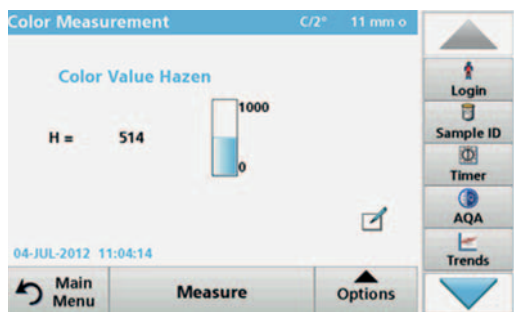 Color Measurement C/2° 11 mm o
Color Value Hazen
1000
H = 514
0
04-JUL-2012 11:04:14
Main Menu
Measure
Options
Login
Sample ID
Timer
AQA
Trends